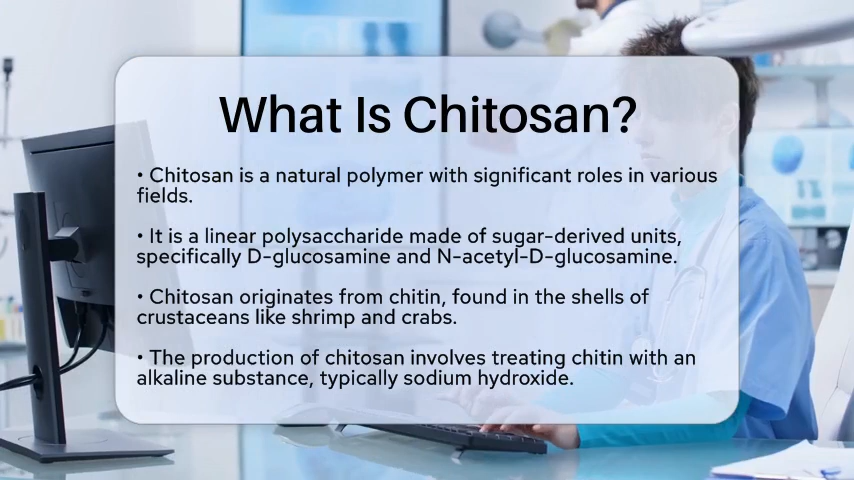 What Is Chitosan?
• Chitosan is a natural polymer with significant roles in various
fields.
• It is a linear polysaccharide made of sugar-derived units,
specifically D-glucosamine and N-acetyl-D-glucosamine.
• Chitosan originates from chitin, found in the shells of
crustaceans like shrimp and crabs.
• The production of chitosan involves treating chitin with an
alkaline substance, typically sodium hydroxide.